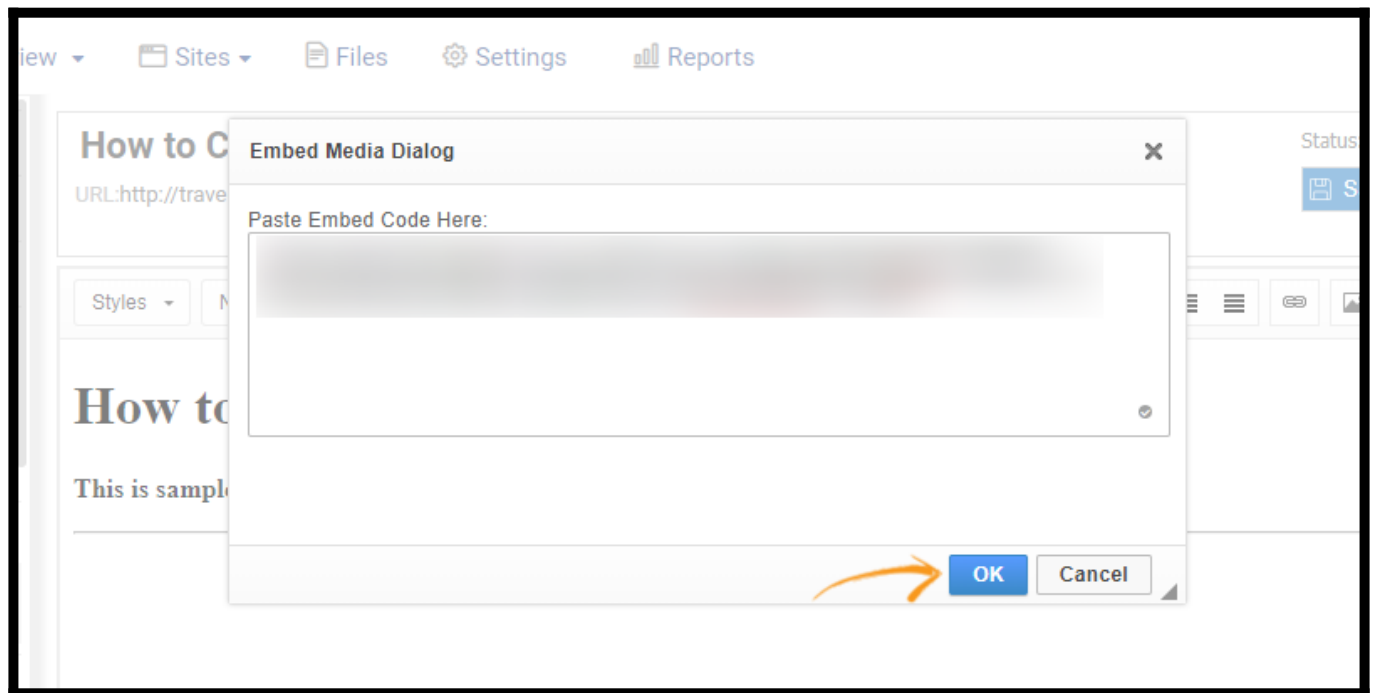 iew Sites Files Settings Reports
How to C
Embed Media Dialog
Status:
URL:http://trave
S
Paste Embed Code Here:
Styles N
How to
This is sample
OK Cancel